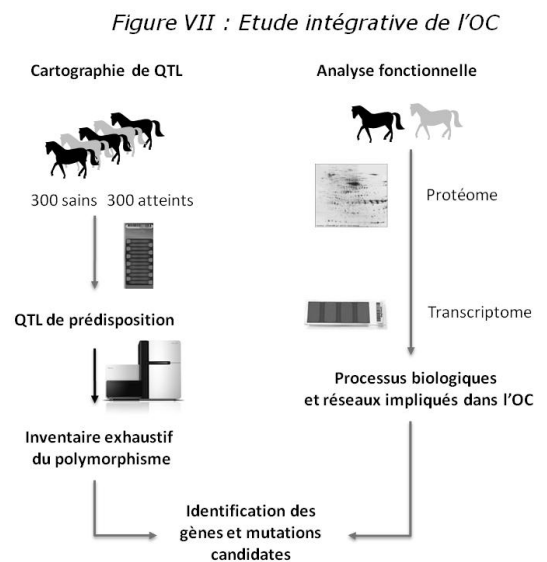 Figure VII : Etude intégrative de l'OC
Cartographie de QTL
300 sains 300 atteints
QTL de prédisposition
Inventaire exhaustif
du polymorphisme
Analyse fonctionnelle
Protéome
Transcriptome
Processus biologiques
et réseaux impliqués dans l'OC
Identification des
gènes et mutations
candidates